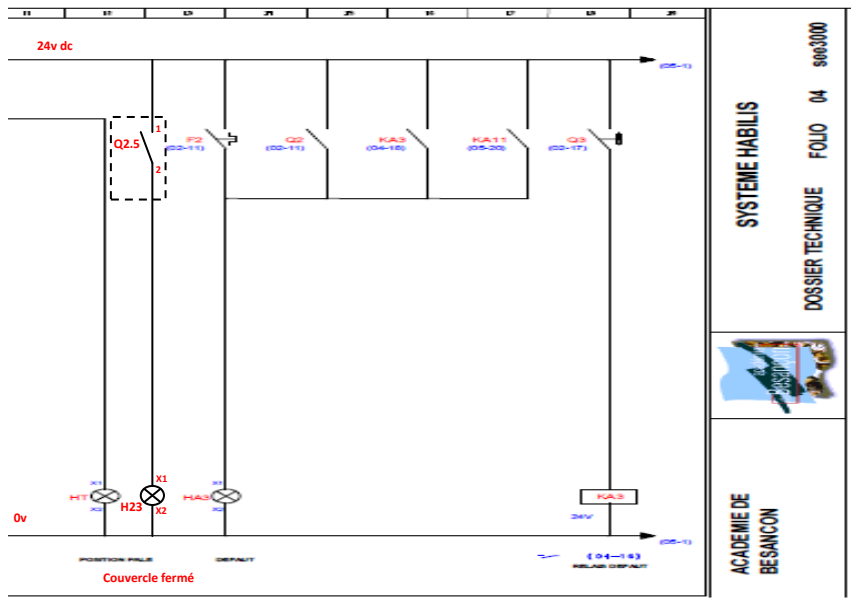 24v dc
(05-1)
1
Q2.5
2
F2
(02-11)
Q2
(02-11)
KA3
(04-16)
KA11
(05-20)
Q3
(02-17)
X1
HT
X2
X1
H23
X2
X1
HA3
X2
KA3
24V
0v
(05-1)
DEFAUT
(04-16)
RELAIS DEFAUT
Couvercle fermé
SYSTEME HABILIS
DOSSIER TECHNIQUE FOLIO 04 see3000
Besançon
ACADEMIE DE
BESANCON